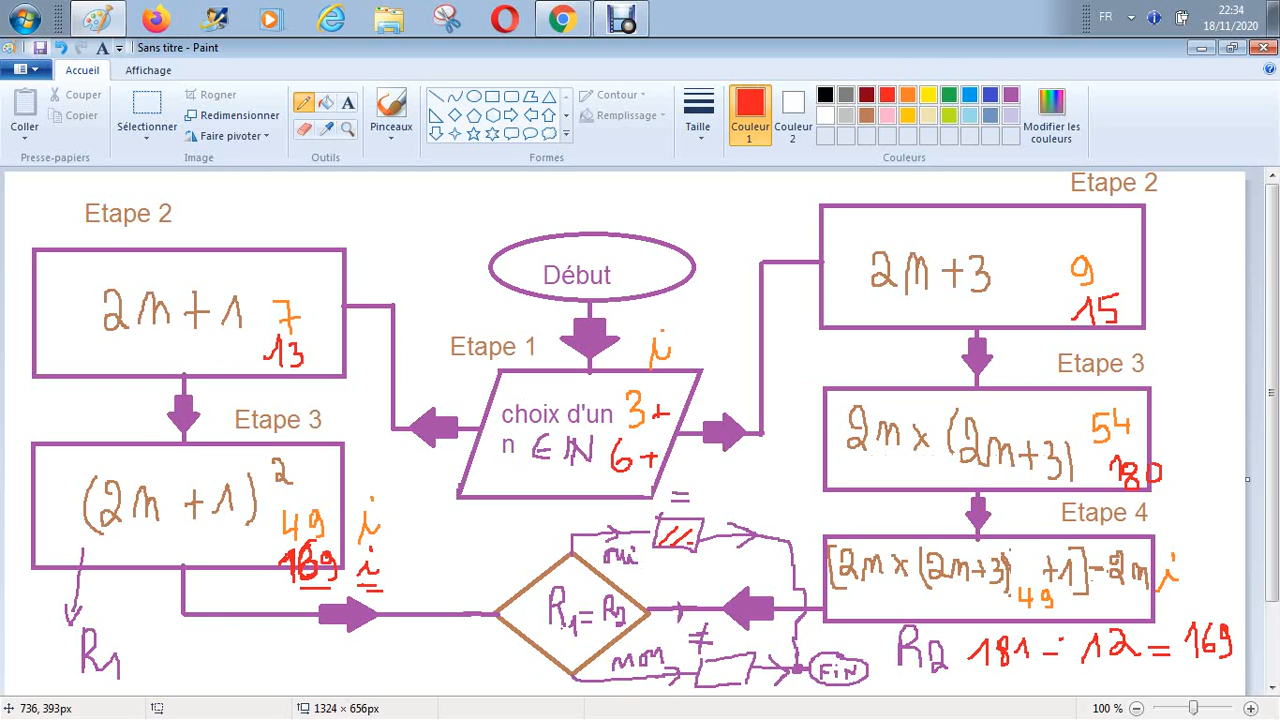 22:34
FR
18/11/2020
Sans titre - Paint
Accueil
Affichage
Coller
Couper
Copier
Presse-papiers
Sélectionner
Rogner
Redimensionner
Faire pivoter
Image
A
Outils
Pinceaux
Contour
Remplissage
Formes
Taille
Couleur 1
Couleur 2
Modifier les couleurs
Couleurs
Etape 2
2n + 1
7
13
Etape 3
(2n + 1)²
49 i
169 i
R1
Début
Etape 1
i
choix d'un
n ∈ IN
3 +
6 +
=
oui
R1 = R2
≠
non
FiN
Etape 2
2n + 3
9
15
Etape 3
2n x (2n+3)
54
180
Etape 4
[2n x (2n+3) +1] - 2n i
49
R2 181 - 12 = 169
736, 393px
1324 × 656px
100 %